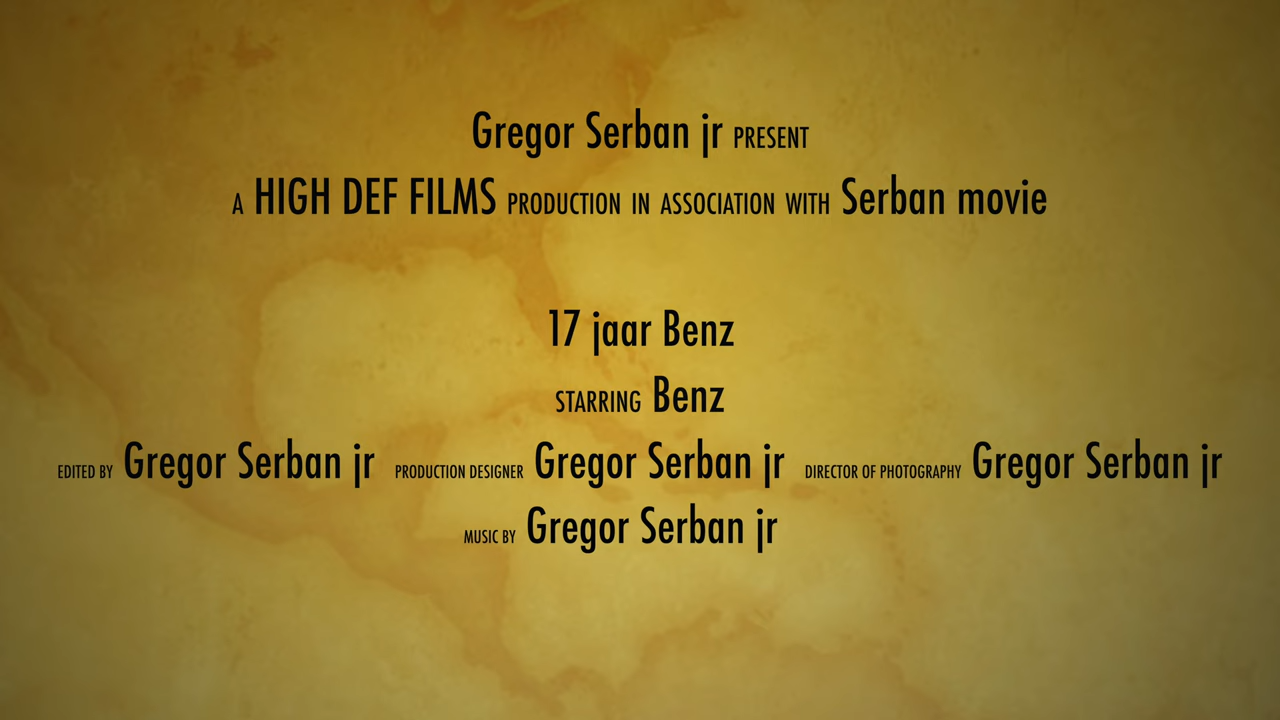 Gregor Serban jr PRESENT
A HIGH DEF FILMS PRODUCTION IN ASSOCIATION WITH Serban movie
17 jaar Benz
STARRING Benz
EDITED BY Gregor Serban jr PRODUCTION DESIGNER Gregor Serban jr DIRECTOR OF PHOTOGRAPHY Gregor Serban jr
MUSIC BY Gregor Serban jr